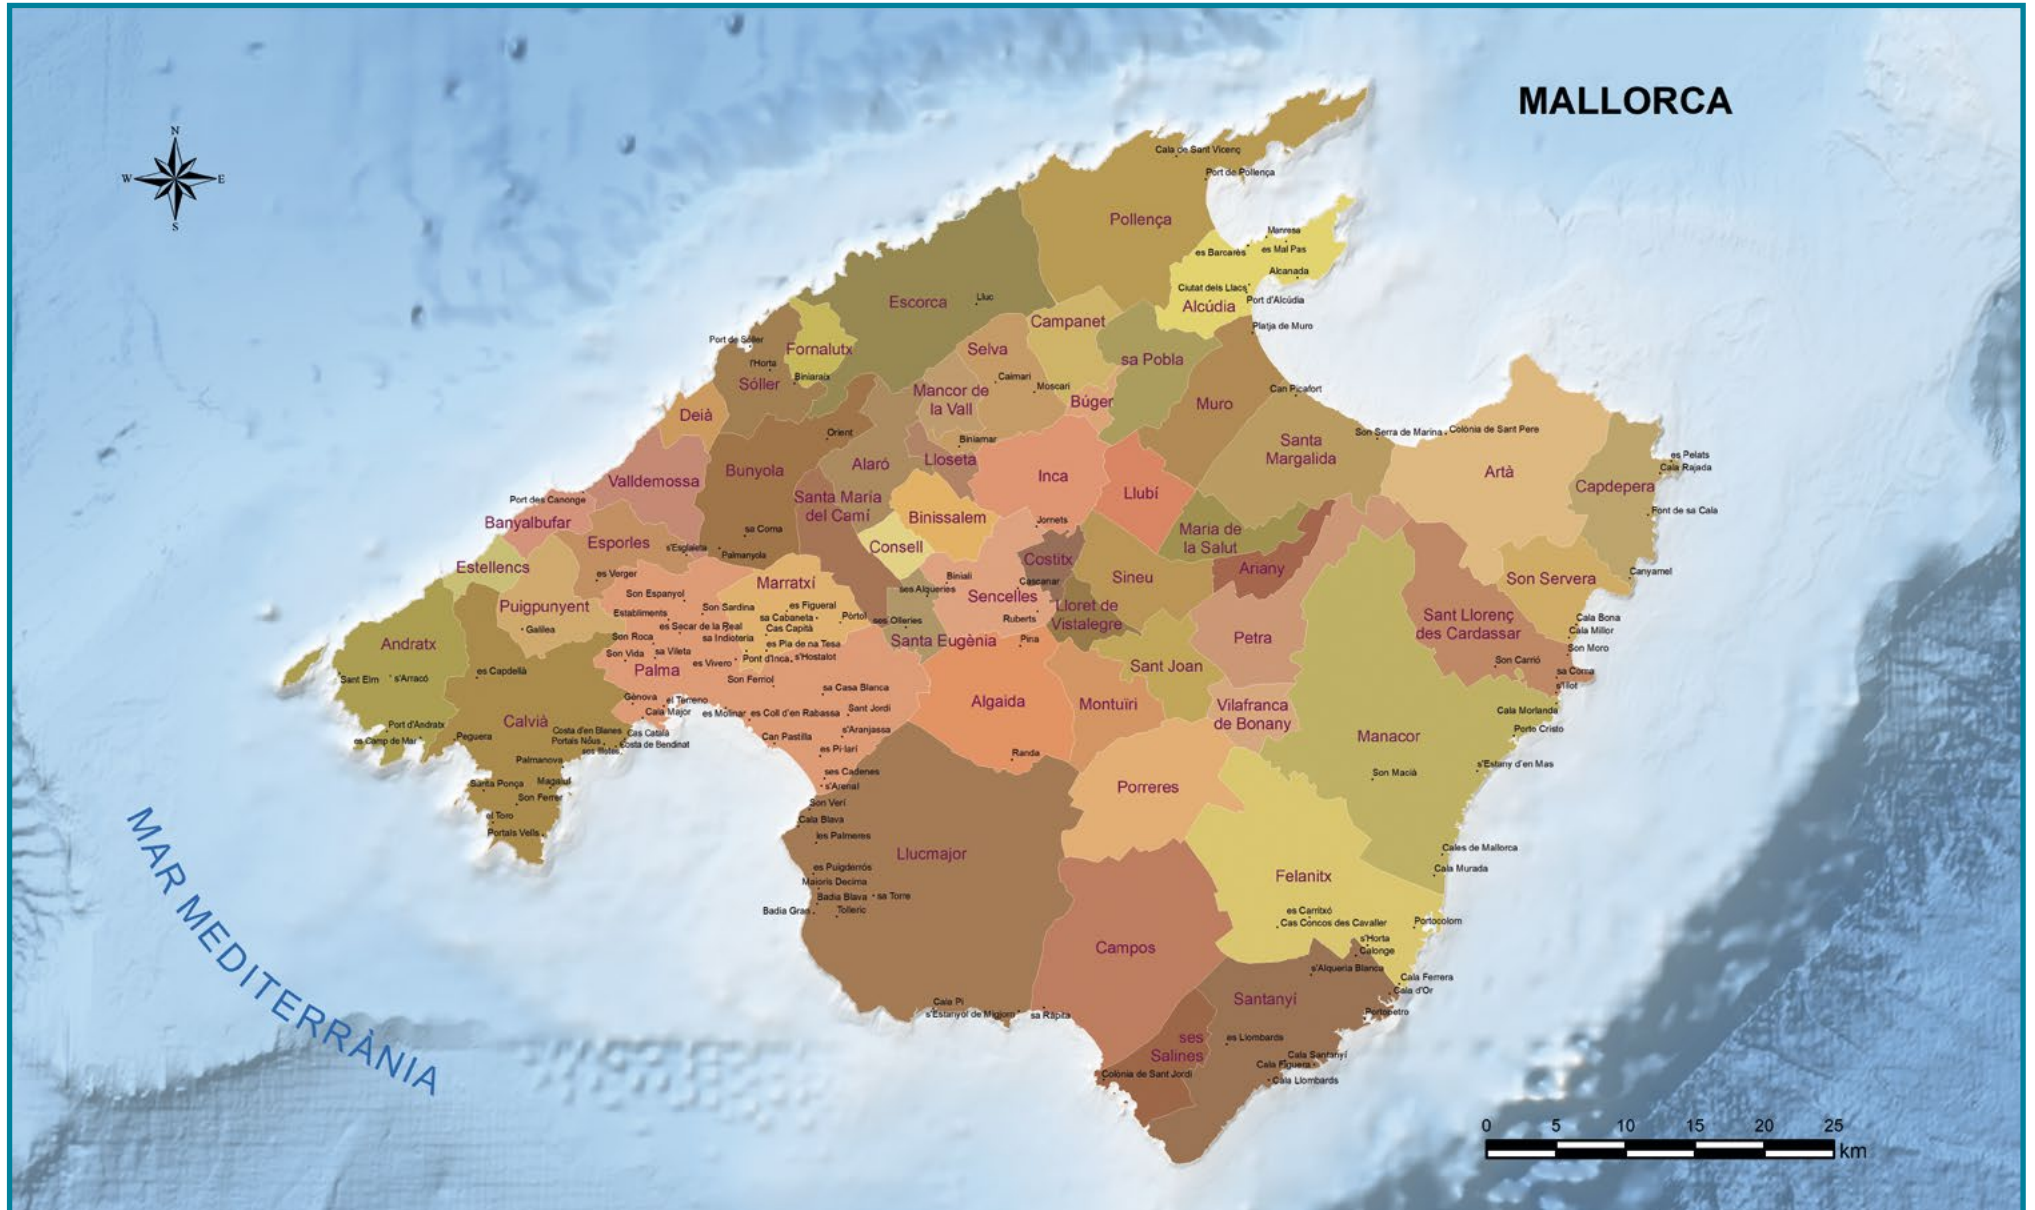 MALLORCA
N
W
E
S
Cala de Sant Vicenç
Port de Pollença
Pollença
Manresa
es Barcarès
es Mal Pas
Alcanada
Ciutat dels Llacs
Port d'Alcúdia
Alcúdia
Platja de Muro
Escorca
Lluc
Campanet
Selva
sa Pobla
Port de Sóller
Fornalutx
l'Horta
Biniaraix
Sóller
Caimari
Moscari
Mancor de
la Vall
Búger
Muro
Can Picafort
Deià
Orient
Biniamar
Santa
Margalida
Son Serra de Marina
Colònia de Sant Pere
Artà
es Pelats
Cala Rajada
Capdepera
Font de sa Cala
Valldemossa
Bunyola
Alaró
Lloseta
Inca
Llubí
Port des Canonge
Banyalbufar
Santa Maria
del Camí
Binissalem
Jornets
Maria de
la Salut
sa Coma
Esporles
s'Esglaieta
Palmanyola
Consell
Costitx
Sineu
Ariany
Son Servera
Canyamel
Estellencs
es Verger
Marratxí
Biniali
ses Alqueries
Cascanar
Sencelles
Puigpunyent
Son Espanyol
Establiments
Son Sardina
es Figueral
sa Cabaneta
Pòrtol
Ruberts
Lloret de
Vistalegre
Sant Llorenç
des Cardassar
Cala Bona
Cala Millor
Galilea
es Secar de la Real
Cas Capità
ses Olleries
Son Roca
sa Indioteria
es Pla de na Tesa
Santa Eugènia
Pina
Petra
Son Moro
Andratx
Son Vida
sa Vileta
es Vivero
Pont d'Inca
s'Hostalot
Palma
Son Carrió
sa Coma
s'Illot
Sant Elm
s'Arracó
es Capdellà
Son Ferriol
sa Casa Blanca
Sant Joan
Gènova
el Terreno
Cala Major
es Molinar
es Coll d'en Rabassa
Sant Jordi
Algaida
Montuïri
Vilafranca
de Bonany
Cala Morlanda
Port d'Andratx
es Camp de Mar
Calvià
Peguera
Costa d'en Blanes
Portals Nous
ses Illetes
Cas Català
Costa de Bendinat
Can Pastilla
s'Aranjassa
es Pil·larí
Randa
Manacor
Porto Cristo
Palmanova
Santa Ponça
Magaluf
Son Ferrer
ses Cadenes
s'Arenal
Son Macià
s'Estany d'en Mas
Porreres
Son Verí
Cala Blava
el Toro
Portals Vells
les Palmeres
Llucmajor
Cales de Mallorca
Cala Murada
es Puigderrós
Maioris Decima
Badia Blava
sa Torre
Badia Gran
Tolleric
Felanitx
es Carritxó
Cas Concos des Cavaller
Portocolom
s'Horta
Calonge
Campos
s'Alqueria Blanca
Cala Ferrera
Cala d'Or
Santanyí
Portopetro
Cala Pi
s'Estanyol de Migjorn
sa Ràpita
ses
Salines
es Llombards
Cala Santanyí
Cala Figuera
Cala Llombards
Colònia de Sant Jordi
MAR MEDITERRÀNIA
0 5 10 15 20 25
km